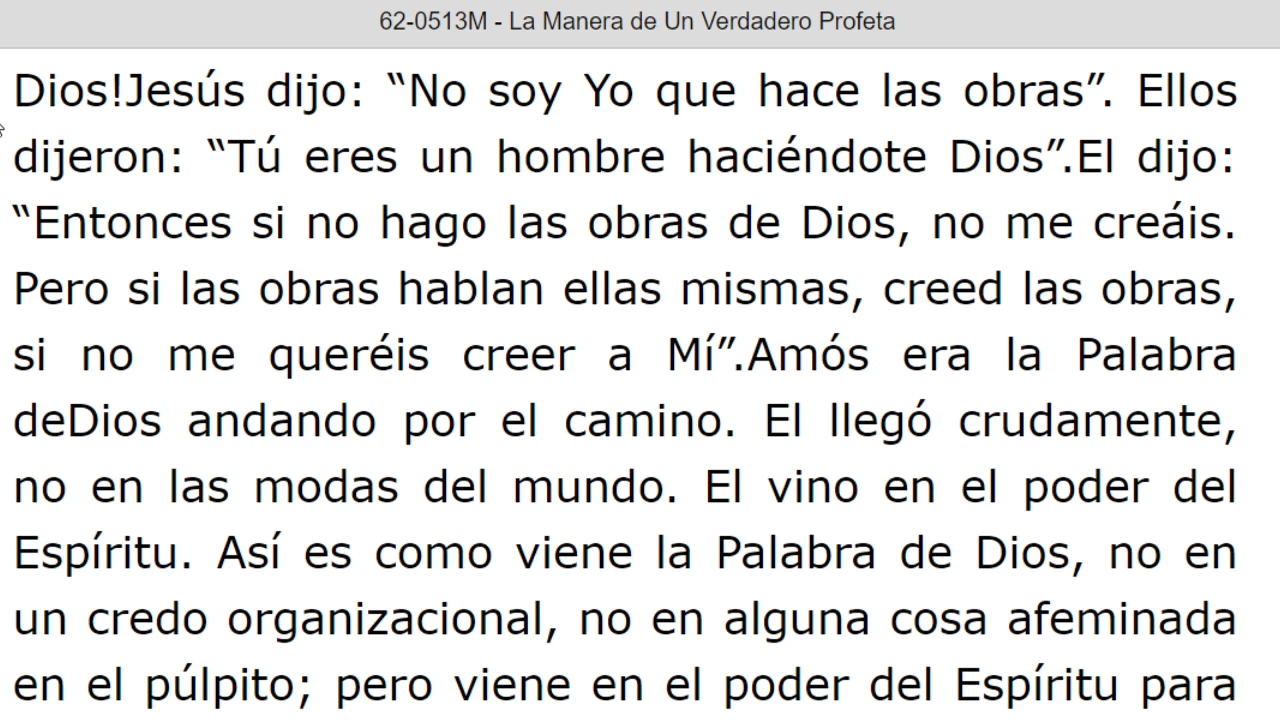 62-0513M - La Manera de Un Verdadero Profeta
Dios!Jesús dijo: “No soy Yo que hace las obras”. Ellos
dijeron: “Tú eres un hombre haciéndote Dios”.El dijo:
“Entonces si no hago las obras de Dios, no me creáis.
Pero si las obras hablan ellas mismas, creed las obras,
si no me queréis creer a Mí”.Amós era la Palabra
deDios andando por el camino. El llegó crudamente,
no en las modas del mundo. El vino en el poder del
Espíritu. Así es como viene la Palabra de Dios, no en
un credo organizacional, no en alguna cosa afeminada
en el púlpito; pero viene en el poder del Espíritu para